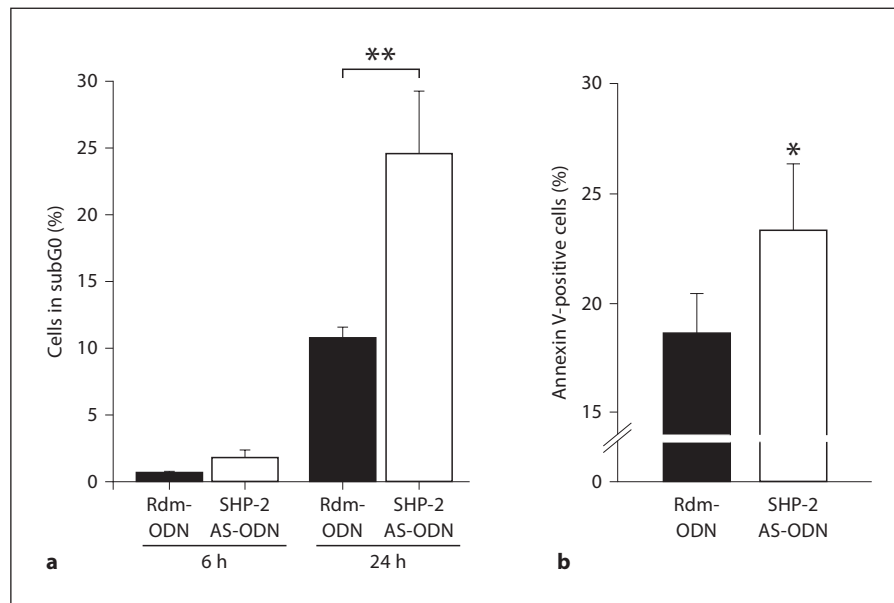 **
30
25
20
15
10
5
0
Cells in subG0 (%)
Rdm-
ODN
SHP-2
AS-ODN
Rdm-
ODN
SHP-2
AS-ODN
6 h
24 h
a
*
30
25
20
15
0
Annexin V-positive cells (%)
Rdm-
ODN
SHP-2
AS-ODN
b